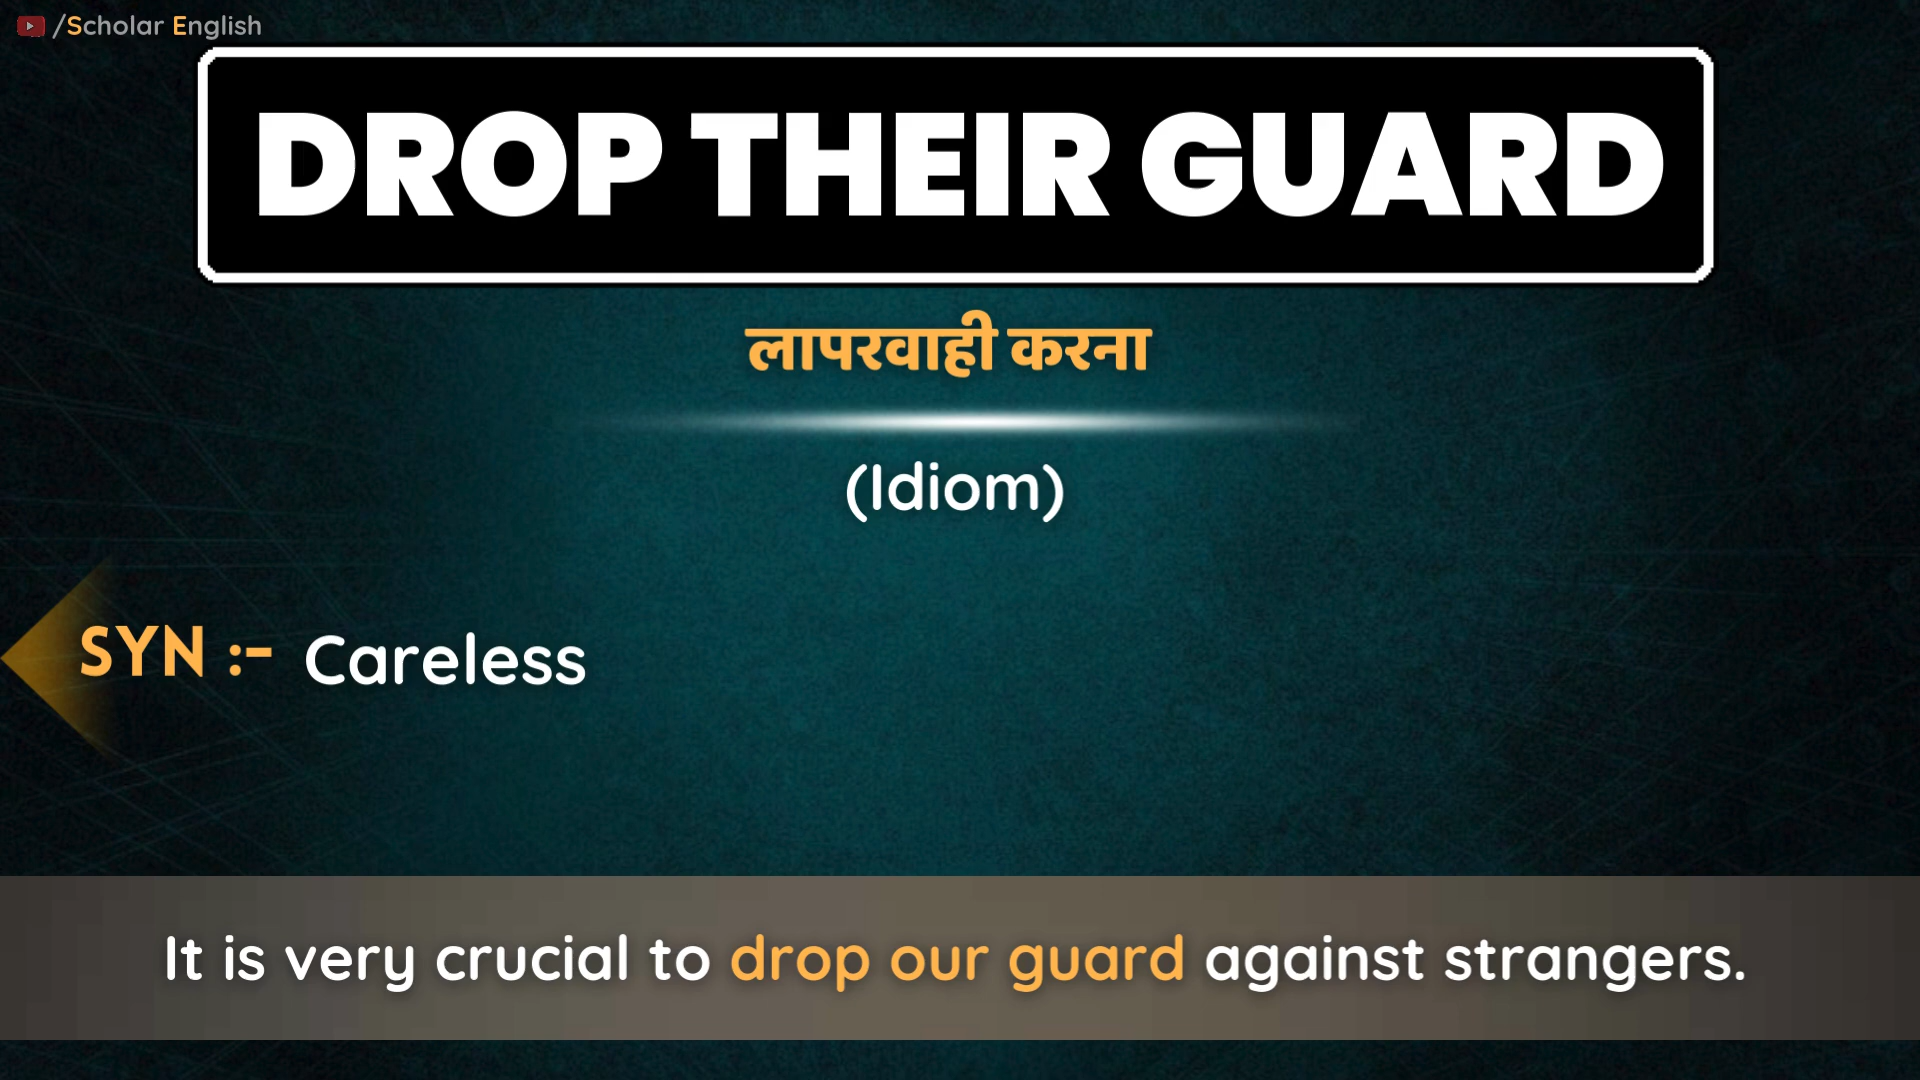 /Scholar English
DROP THEIR GUARD
लापरवाही करना
(Idiom)
SYN :- Careless
It is very crucial to drop our guard against strangers.